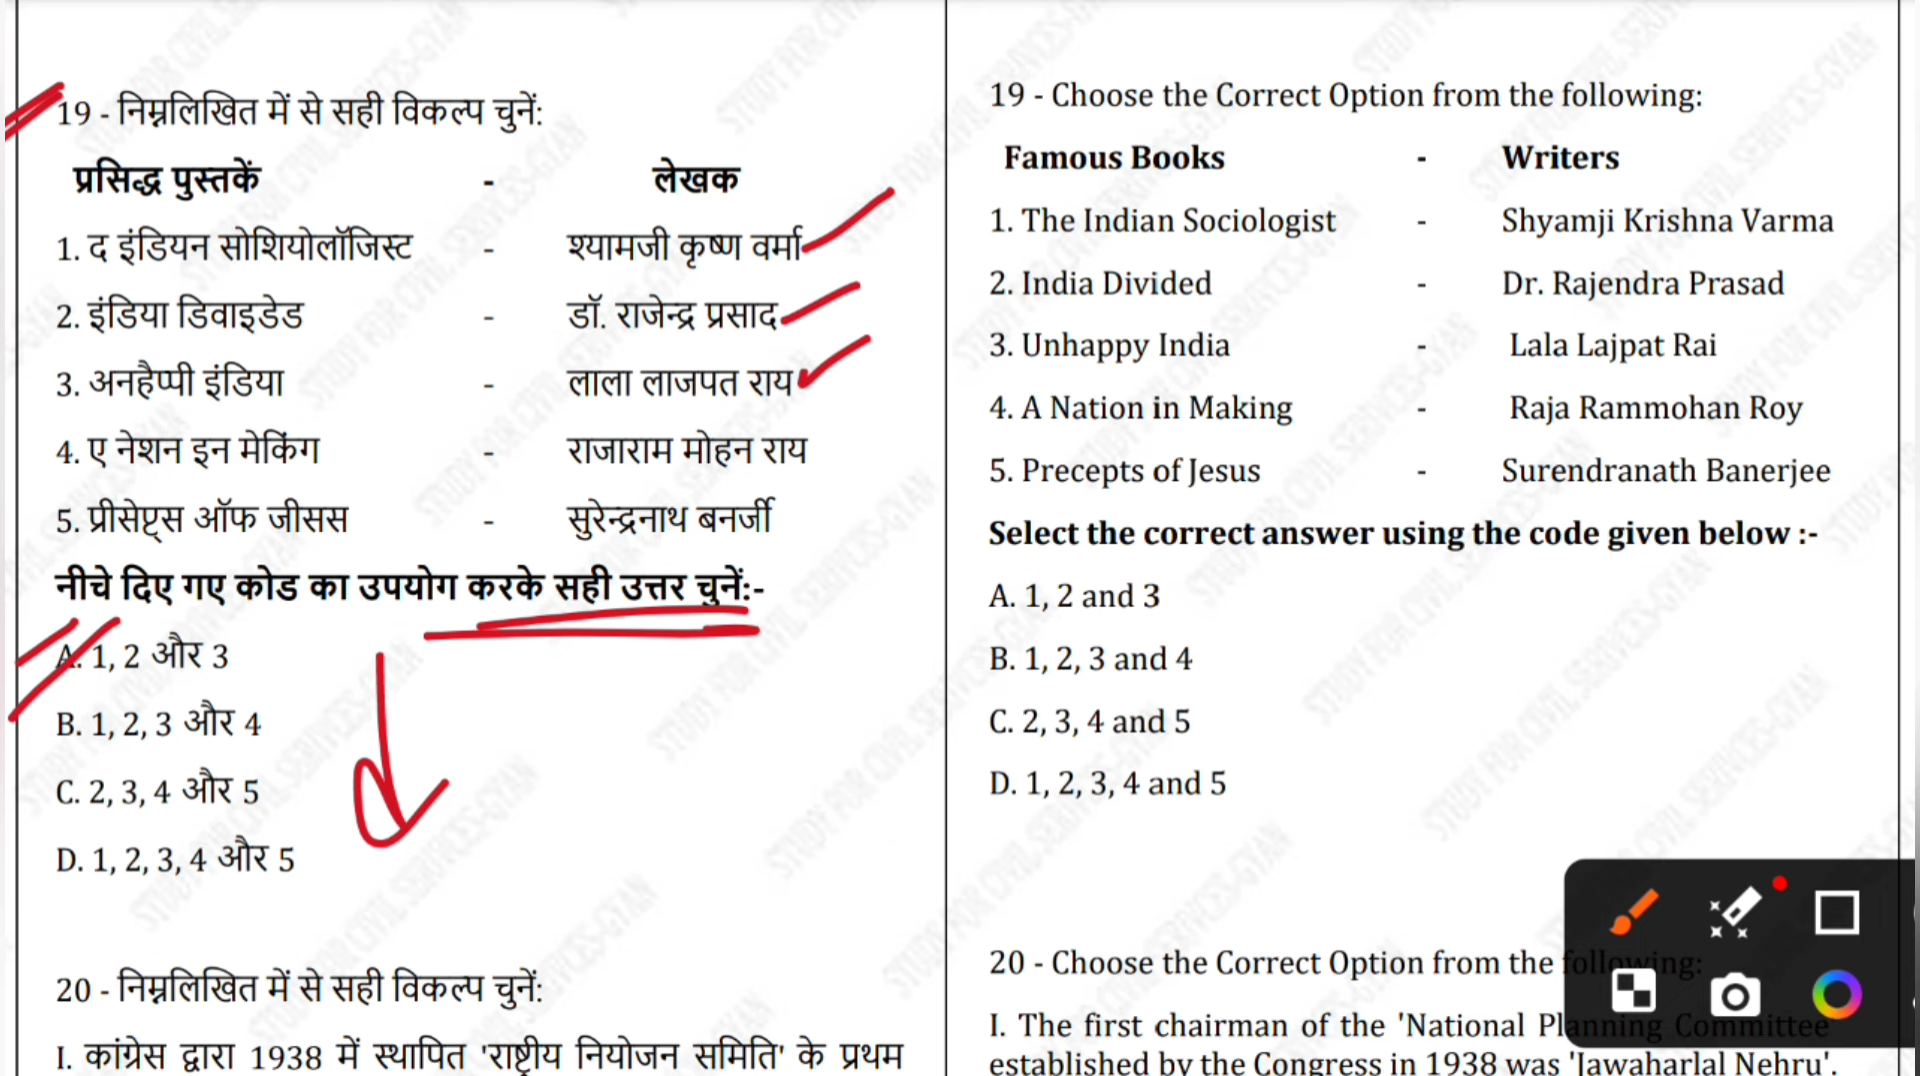 19 - निम्नलिखित में से सही विकल्प चुनें:
प्रसिद्ध पुस्तकें - लेखक
1. द इंडियन सोशियोलॉजिस्ट - श्यामजी कृष्ण वर्मा
2. इंडिया डिवाइडेड - डॉ. राजेन्द्र प्रसाद
3. अनहैप्पी इंडिया - लाला लाजपत राय
4. ए नेशन इन मेकिंग - राजाराम मोहन राय
5. प्रीसेप्ट्स ऑफ जीसस - सुरेन्द्रनाथ बनर्जी
नीचे दिए गए कोड का उपयोग करके सही उत्तर चुनें:-
A. 1, 2 और 3
B. 1, 2, 3 और 4
C. 2, 3, 4 और 5
D. 1, 2, 3, 4 और 5
20 - निम्नलिखित में से सही विकल्प चुनें:
I. कांग्रेस द्वारा 1938 में स्थापित 'राष्ट्रीय नियोजन समिति' के प्रथम
19 - Choose the Correct Option from the following:
Famous Books - Writers
1. The Indian Sociologist - Shyamji Krishna Varma
2. India Divided - Dr. Rajendra Prasad
3. Unhappy India - Lala Lajpat Rai
4. A Nation in Making - Raja Rammohan Roy
5. Precepts of Jesus - Surendranath Banerjee
Select the correct answer using the code given below :-
A. 1, 2 and 3
B. 1, 2, 3 and 4
C. 2, 3, 4 and 5
D. 1, 2, 3, 4 and 5
20 - Choose the Correct Option from the following:
I. The first chairman of the 'National Planning Committee
established by the Congress in 1938 was 'Jawaharlal Nehru'.
STUDY FOR CIVIL SERIVCES-GYAN